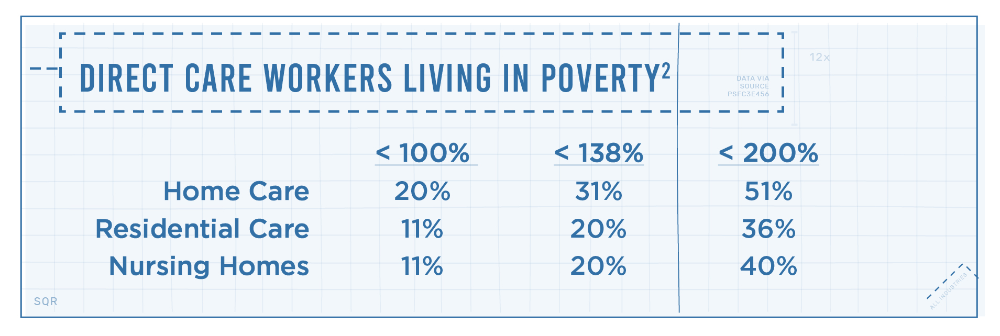 DIRECT CARE WORKERS LIVING IN POVERTY²
12x
DATA VIA
SOURCE
PSFC3E456
< 100% < 138% < 200%
Home Care 20% 31% 51%
Residential Care 11% 20% 36%
Nursing Homes 11% 20% 40%
SQR
ALL INDUSTRIES